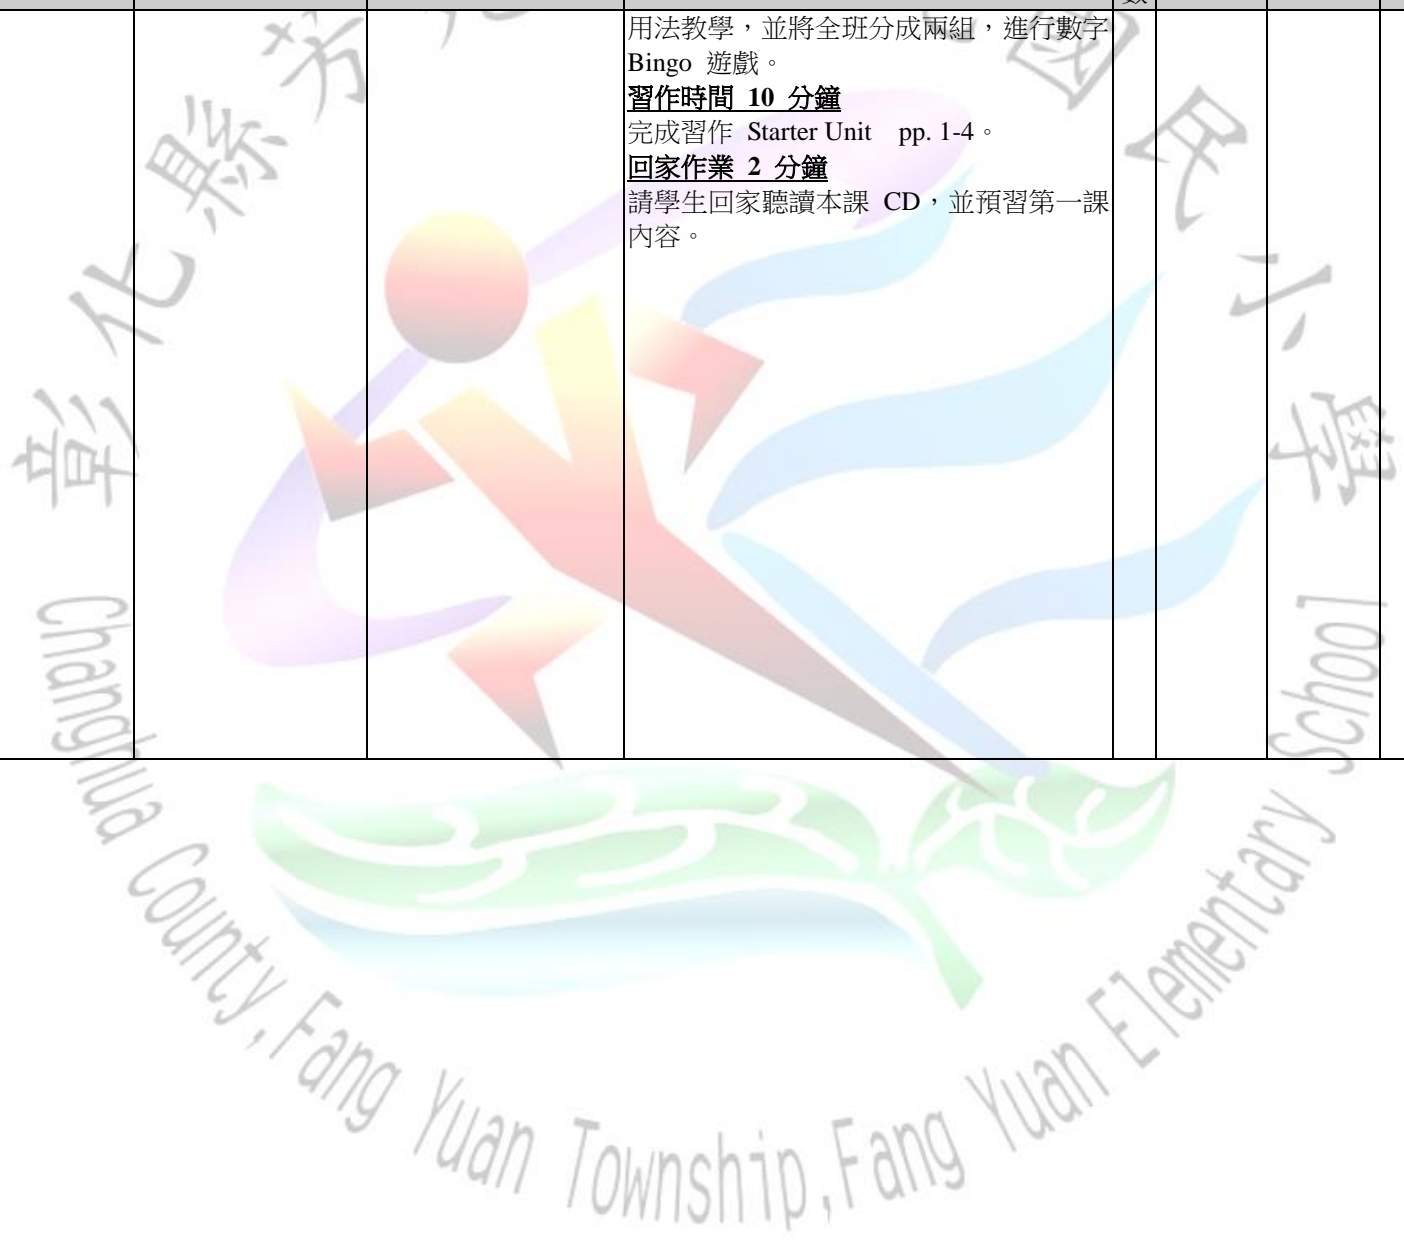 數
用法教學，並將全班分成兩組，進行數字
Bingo 遊戲。
習作時間 10 分鐘
完成習作 Starter Unit pp. 1-4。
回家作業 2 分鐘
請學生回家聽讀本課 CD，並預習第一課
內容。
彰化縣芳
國民小學
Changhua County, Fang Yuan Township, Fang Yuan Elementary School